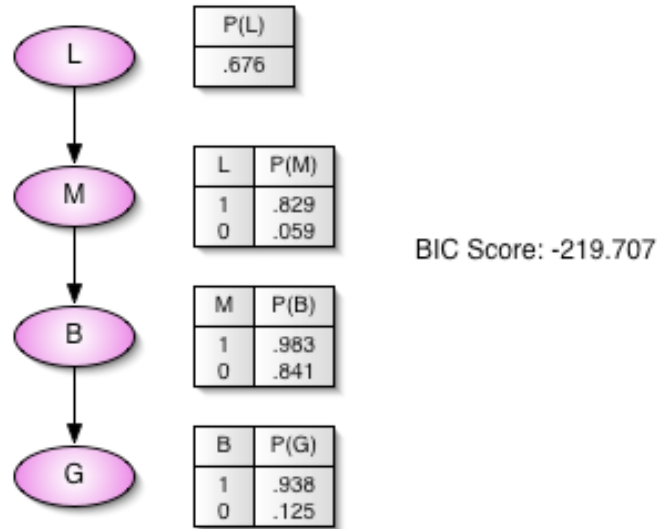 L
P(L)
.676
M
L P(M)
1 .829
0 .059
BIC Score: -219.707
B
M P(B)
1 .983
0 .841
G
B P(G)
1 .938
0 .125